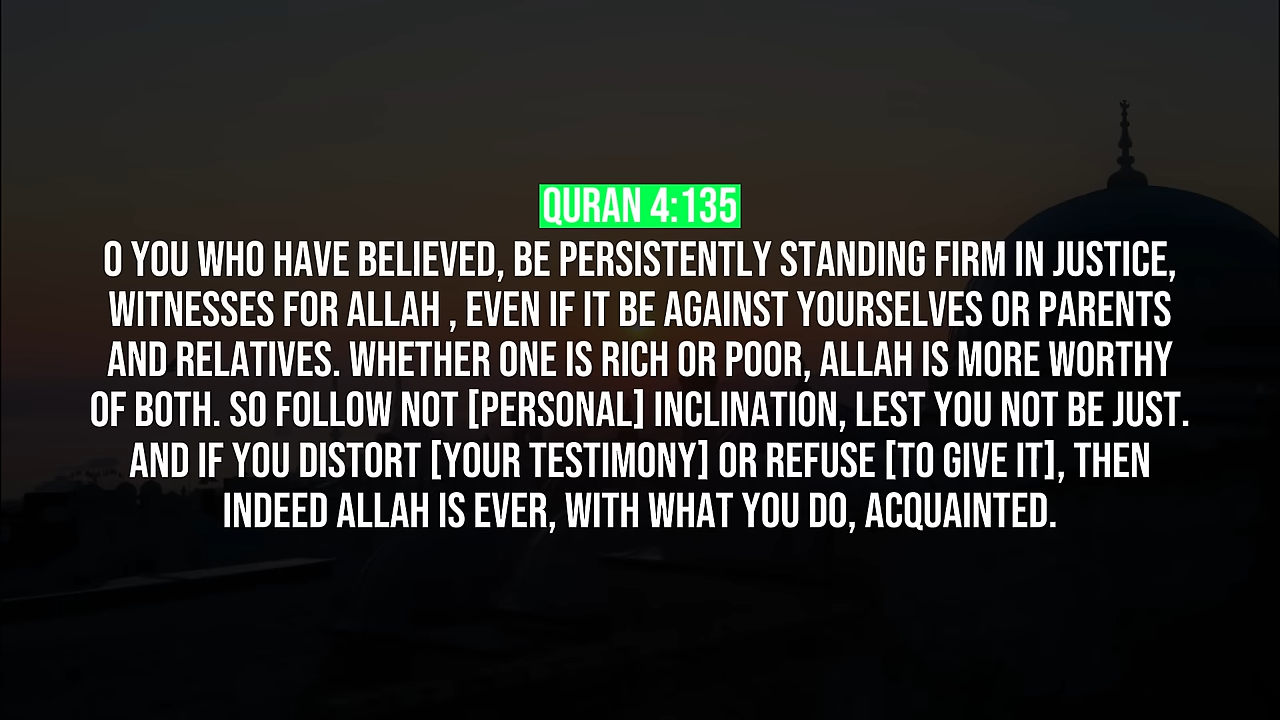 QURAN 4:135
O YOU WHO HAVE BELIEVED, BE PERSISTENTLY STANDING FIRM IN JUSTICE,
WITNESSES FOR ALLAH , EVEN IF IT BE AGAINST YOURSELVES OR PARENTS
AND RELATIVES. WHETHER ONE IS RICH OR POOR, ALLAH IS MORE WORTHY
OF BOTH. SO FOLLOW NOT [PERSONAL] INCLINATION, LEST YOU NOT BE JUST.
AND IF YOU DISTORT [YOUR TESTIMONY] OR REFUSE [TO GIVE IT], THEN
INDEED ALLAH IS EVER, WITH WHAT YOU DO, ACQUAINTED.